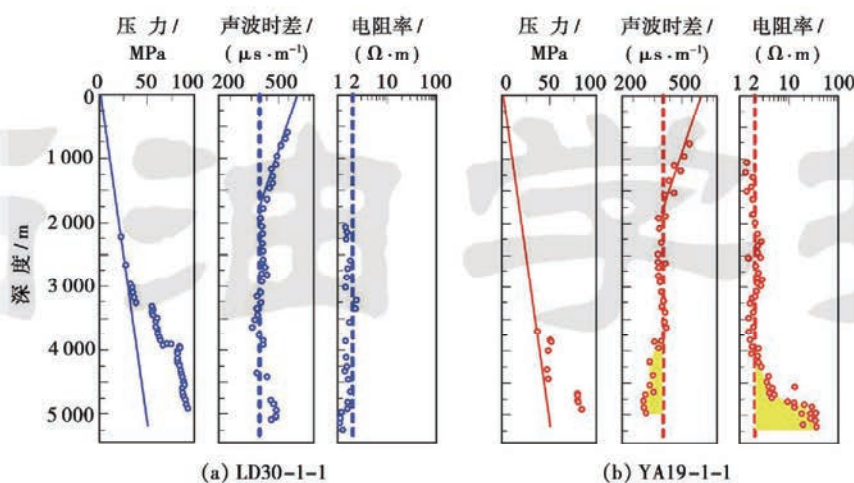 压力/ 声波时差/ 电阻率/
MPa (μs·m⁻¹) (Ω·m)
0 50 100 200 500 1 2 10 100
压力/ 声波时差/ 电阻率/
MPa (μs·m⁻¹) (Ω·m)
0 50 100 200 500 1 2 10 100
深度/m
0
1 000
2 000
3 000
4 000
5 000
(a) LD30-1-1
(b) YA19-1-1
油 学